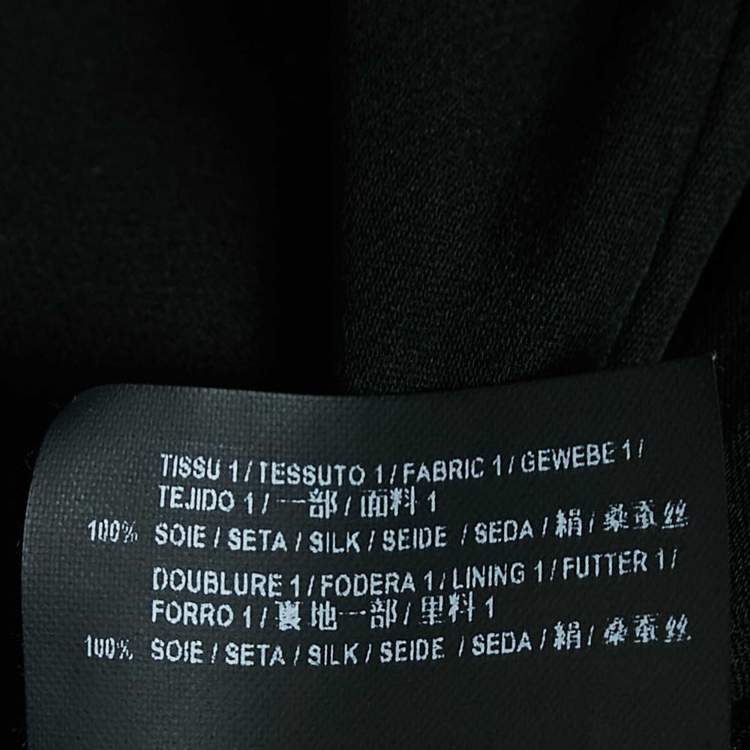 TISSU 1 / TESSUTO 1 / FABRIC 1 / GEWEBE 1 /
TEJIDO 1 / 一部 / 面料 1
100% SOIE / SETA / SILK / SEIDE / SEDA / 絹 / 桑蚕丝
DOUBLURE 1 / FODERA 1 / LINING 1 / FUTTER 1 /
FORRO 1 / 裏地一部 / 里料 1
100% SOIE / SETA / SILK / SEIDE / SEDA / 絹 / 桑蚕丝